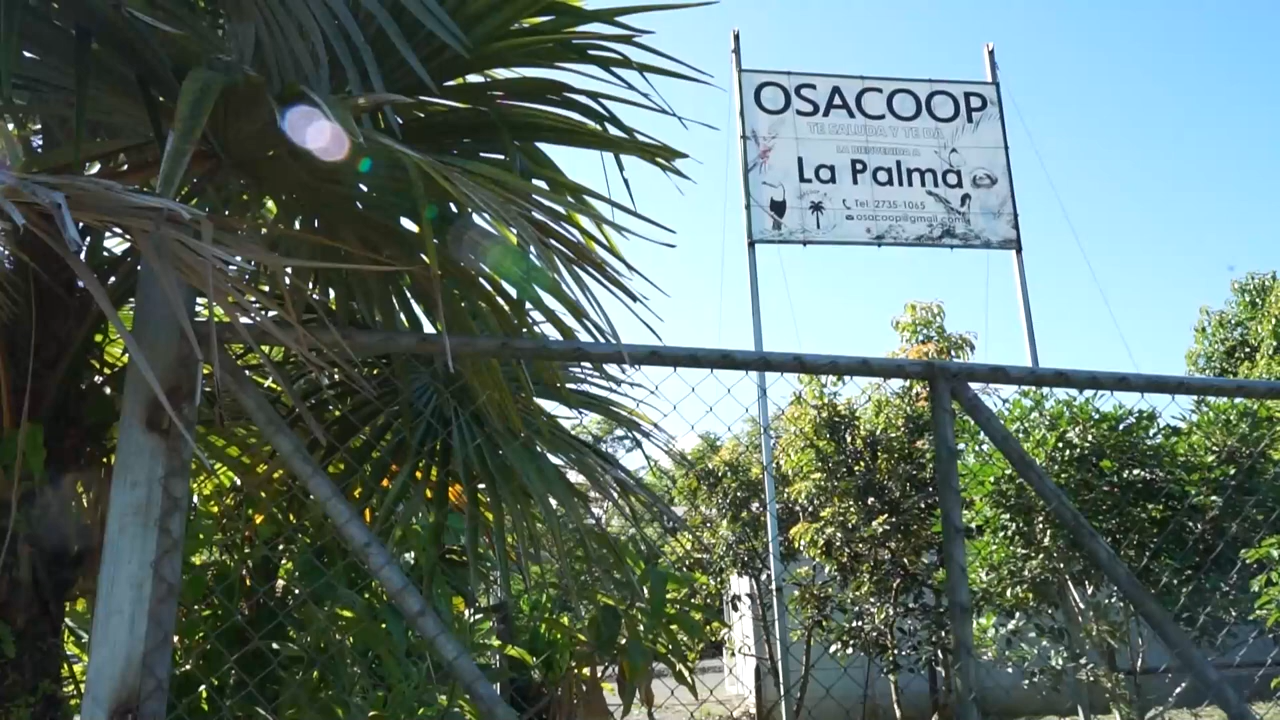 OSACOOP
TE SALUDA Y TE DA
LA BIENVENIDA A
La Palma
Tel: 2735-1065
osacoop@gmail.com